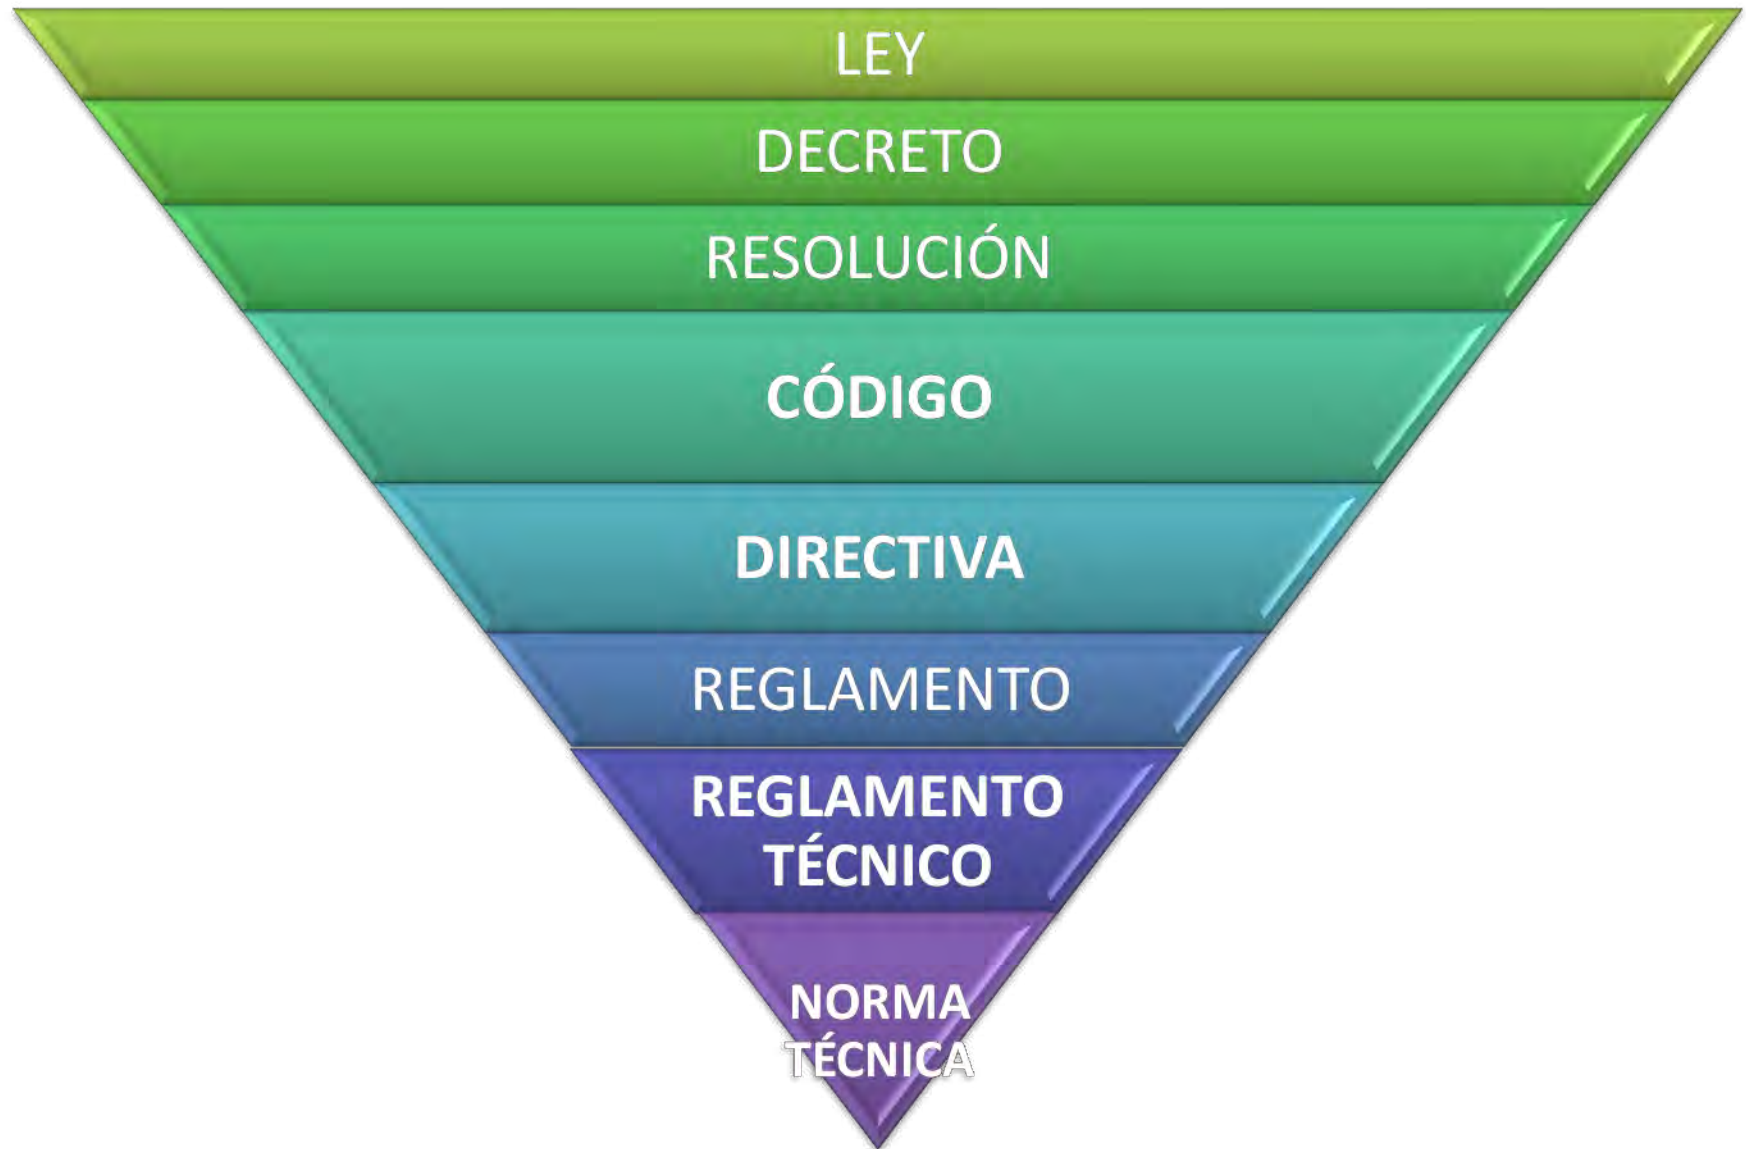 LEY
DECRETO
RESOLUCIÓN
CÓDIGO
DIRECTIVA
REGLAMENTO
REGLAMENTO
TÉCNICO
NORMA
TÉCNICA